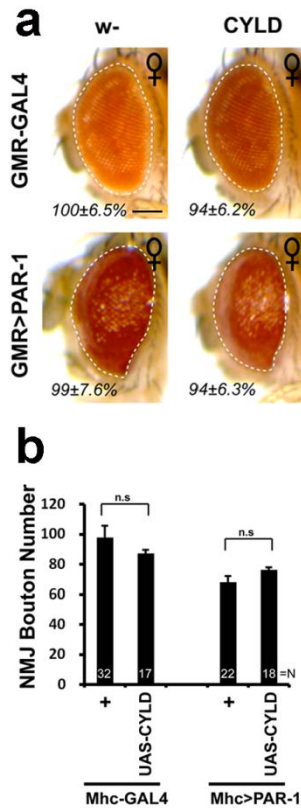 a
w- CYLD
GMR-GAL4
♀ ♀
100±6.5% 94±6.2%
GMR>PAR-1
♀ ♀
99±7.6% 94±6.3%
b
NMJ Bouton Number
120
100
80
60
40
20
0
n.s n.s
32 17 22 18 =N
+ UAS-CYLD + UAS-CYLD
Mhc-GAL4 Mhc>PAR-1